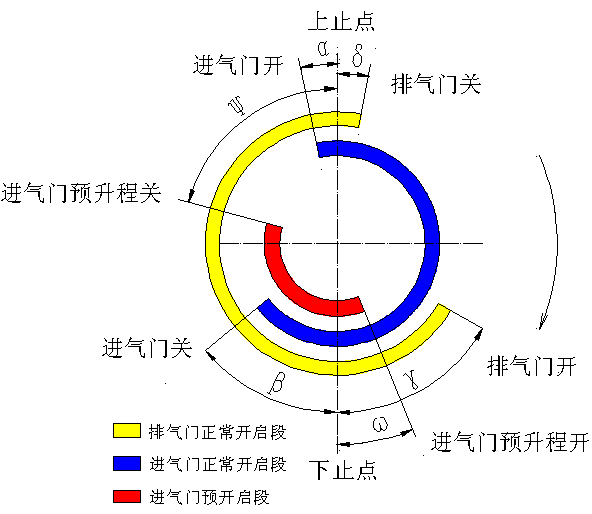 上止点
进气门开
α
δ
排气门关
ψ
进气门预升程关
进气门关
排气门开
β
γ
ω
进气门预升程开
下止点
排气门正常开启段
进气门正常开启段
进气门预开启段